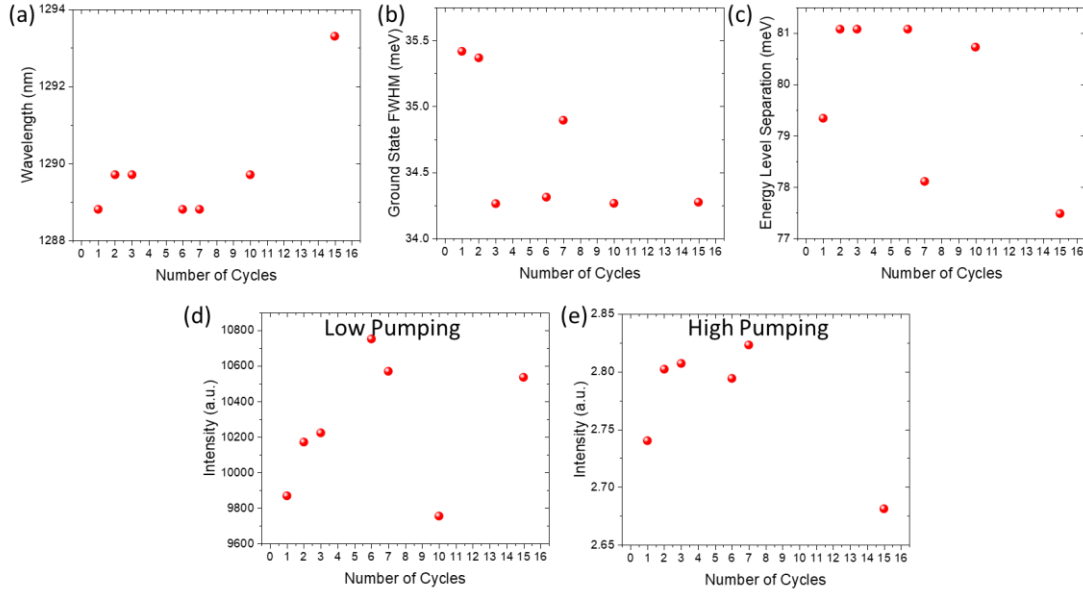 (a)
Wavelength (nm)
1294
1292
1290
1288
0 1 2 3 4 5 6 7 8 9 10 11 12 13 14 15 16
Number of Cycles
(b)
Ground State FWHM (meV)
35.5
35.0
34.5
34.0
0 1 2 3 4 5 6 7 8 9 10 11 12 13 14 15 16
Number of Cycles
(c)
Energy Level Separation (meV)
81
80
79
78
77
0 1 2 3 4 5 6 7 8 9 10 11 12 13 14 15 16
Number of Cycles
(d)
Low Pumping
Intensity (a.u.)
10800
10600
10400
10200
10000
9800
9600
0 1 2 3 4 5 6 7 8 9 10 11 12 13 14 15 16
Number of Cycles
(e)
High Pumping
Intensity (a.u.)
2.85
2.80
2.75
2.70
2.65
0 1 2 3 4 5 6 7 8 9 10 11 12 13 14 15 16
Number of Cycles